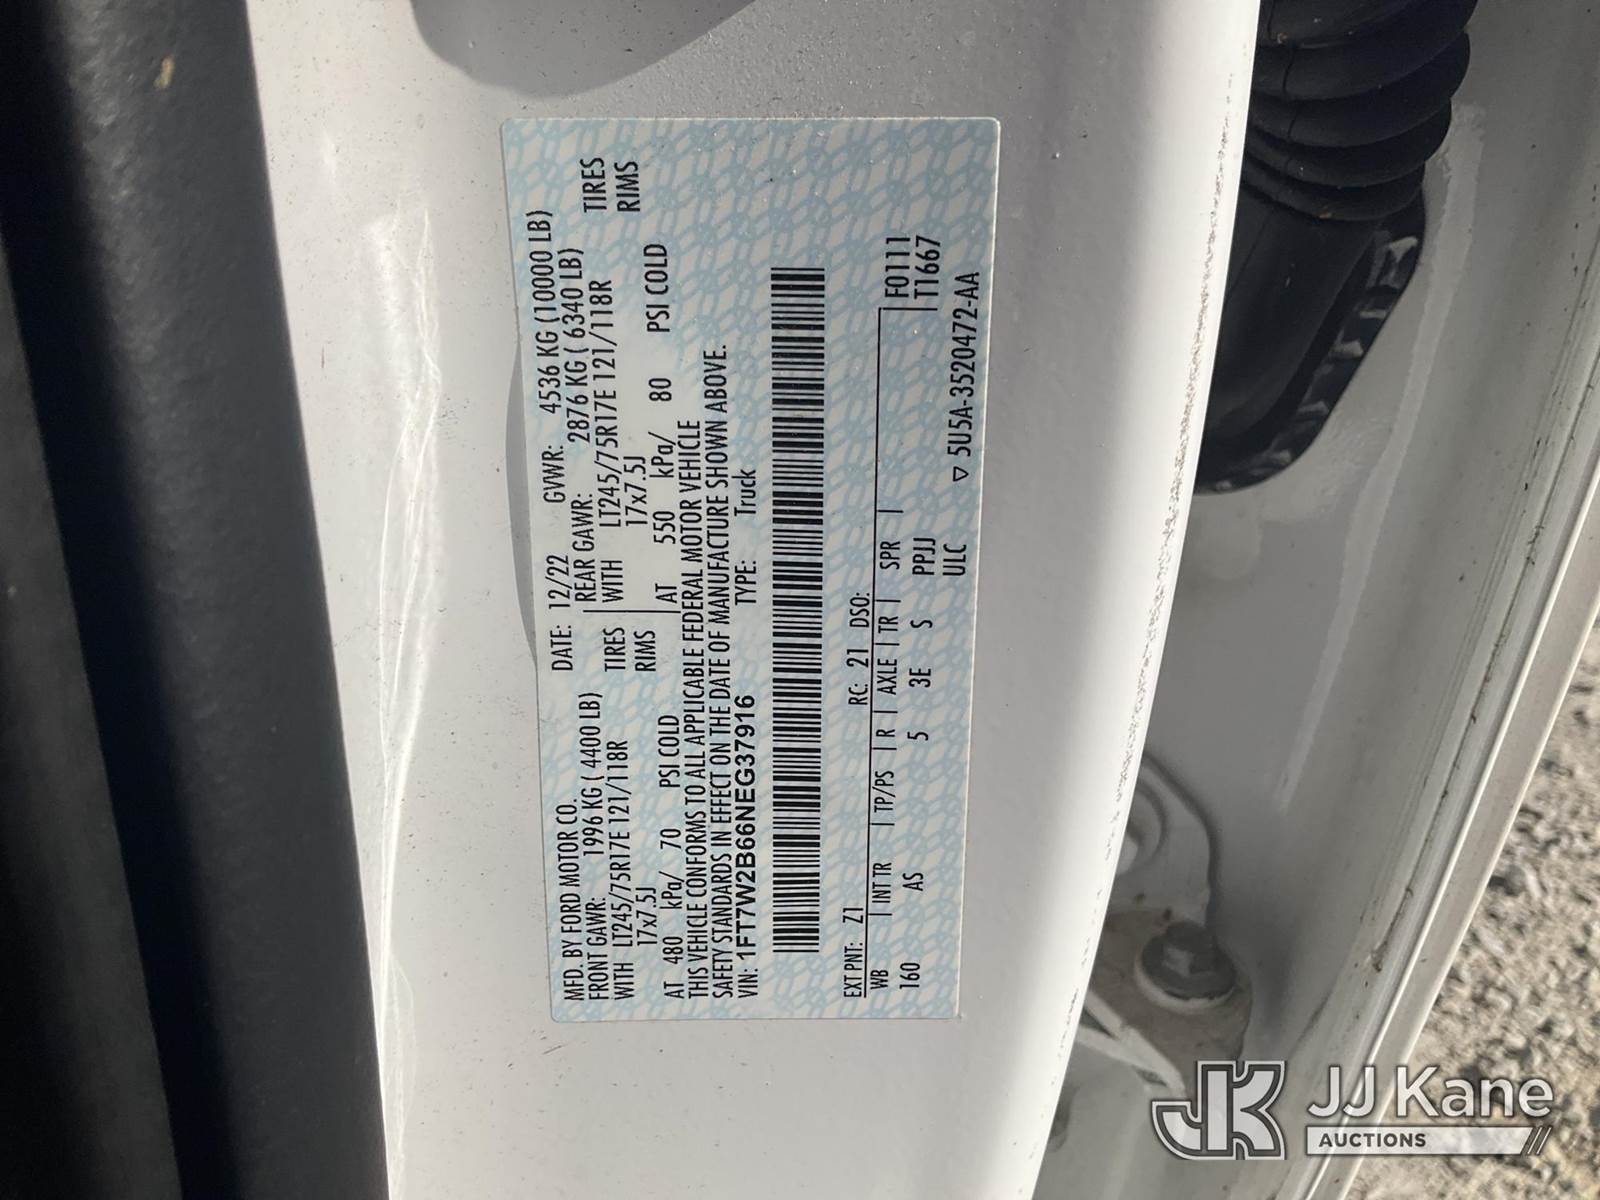 MFD. BY FORD MOTOR CO.
DATE: 12/22 GVWR: 4536 KG (10000 LB)
FRONT GAWR: 1996 KG ( 4400 LB) REAR GAWR: 2876 KG ( 6340 LB)
WITH LT245/75R17E 121/118R TIRES WITH LT245/75R17E 121/118R TIRES
17x7.5J RIMS 17x7.5J RIMS
AT 480 kPa/ 70 PSI COLD AT 550 kPa/ 80 PSI COLD
THIS VEHICLE CONFORMS TO ALL APPLICABLE FEDERAL MOTOR VEHICLE
SAFETY STANDARDS IN EFFECT ON THE DATE OF MANUFACTURE SHOWN ABOVE.
VIN: 1FT7W2B66NEG37916 TYPE: Truck
EXT PNT: Z1 RC: 21 DSO:
WB | INT TR | TP/PS | R | AXLE | TR | SPR | F0111
160 AS 5 3E S PPJJ T1667
ULC
▽ 5U5A-3520472-AA
JK JJ Kane
AUCTIONS